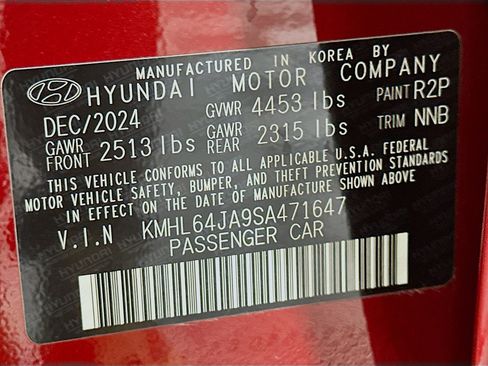 MANUFACTURED IN KOREA BY
HYUNDAI MOTOR COMPANY
DEC/2024 GVWR 4453 lbs PAINT R2P
GAWR FRONT 2513 lbs GAWR REAR 2315 lbs TRIM NNB
THIS VEHICLE CONFORMS TO ALL APPLICABLE U.S.A. FEDERAL
MOTOR VEHICLE SAFETY, BUMPER, AND THEFT PREVENTION STANDARDS
IN EFFECT ON THE DATE OF MANUFACTURE SHOWN ABOVE.
V.I.N KMHL64JA9SA471647
PASSENGER CAR